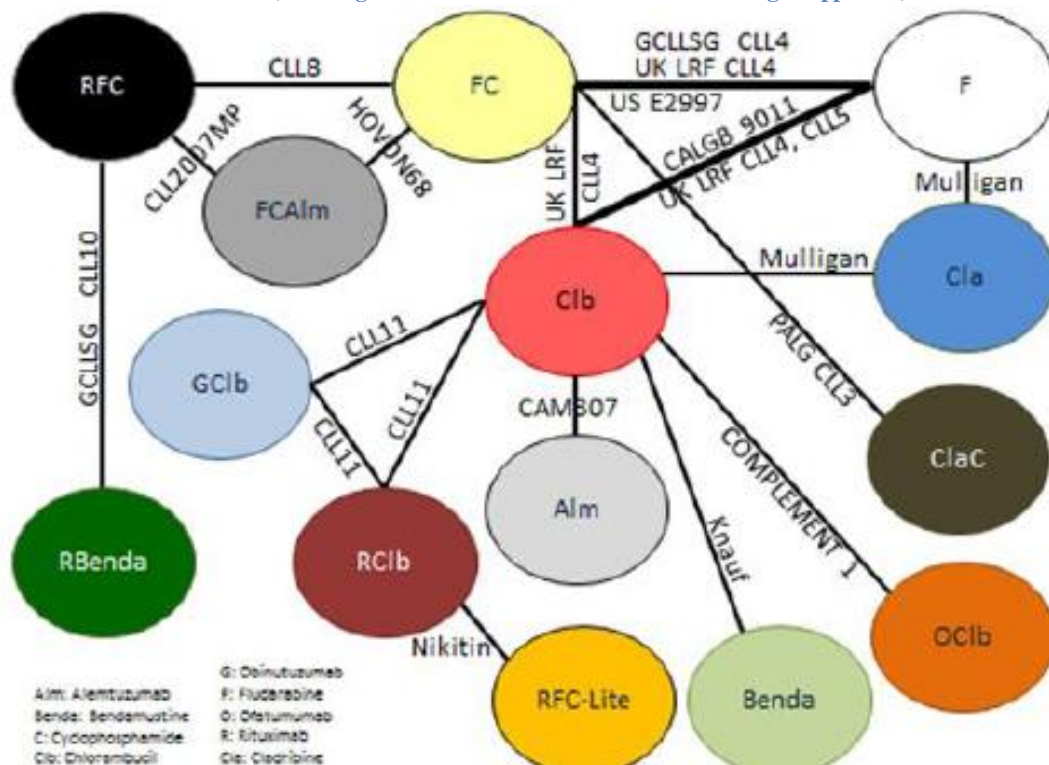 GCLLSG CLL4
RFC
CLL8
FC
UK LRF CLL4
F
US E2997
CLL2007MP
HOVON68
CALGB 9011
UK LRF CLL4, CLL5
UK LRF
CLL4
Mulligan
FCAlm
GCLLSG CLL10
Clb
Mulligan
Cla
CLL11
PALG CLL3
GClb
CLL11
CLL11
CAM307
ClaC
COMPLEMENT 1
RBenda
RClb
Alm
Knauf
OClb
Nikitin
RFC-Lite
Benda
G: Obinutuzumab
Alm: Alemtuzumab
F: Fludarabine
Benda: Bendamustine
O: Ofatumumab
C: Cyclophosphamide
R: Rituximab
Clb: Chlorambucil
Cla: Cladribine